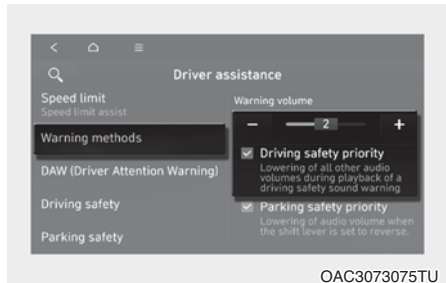 Driver assistance
Speed limit
Speed limit assist
Warning methods
DAW (Driver Attention Warning)
Driving safety
Parking safety
Warning volume
− 2 +
Driving safety priority
Lowering of all other audio
volumes during playback of a
driving safety sound warning
Parking safety priority
Lowering of audio volume when
the shift lever is set to reverse.
OAC3073075TU